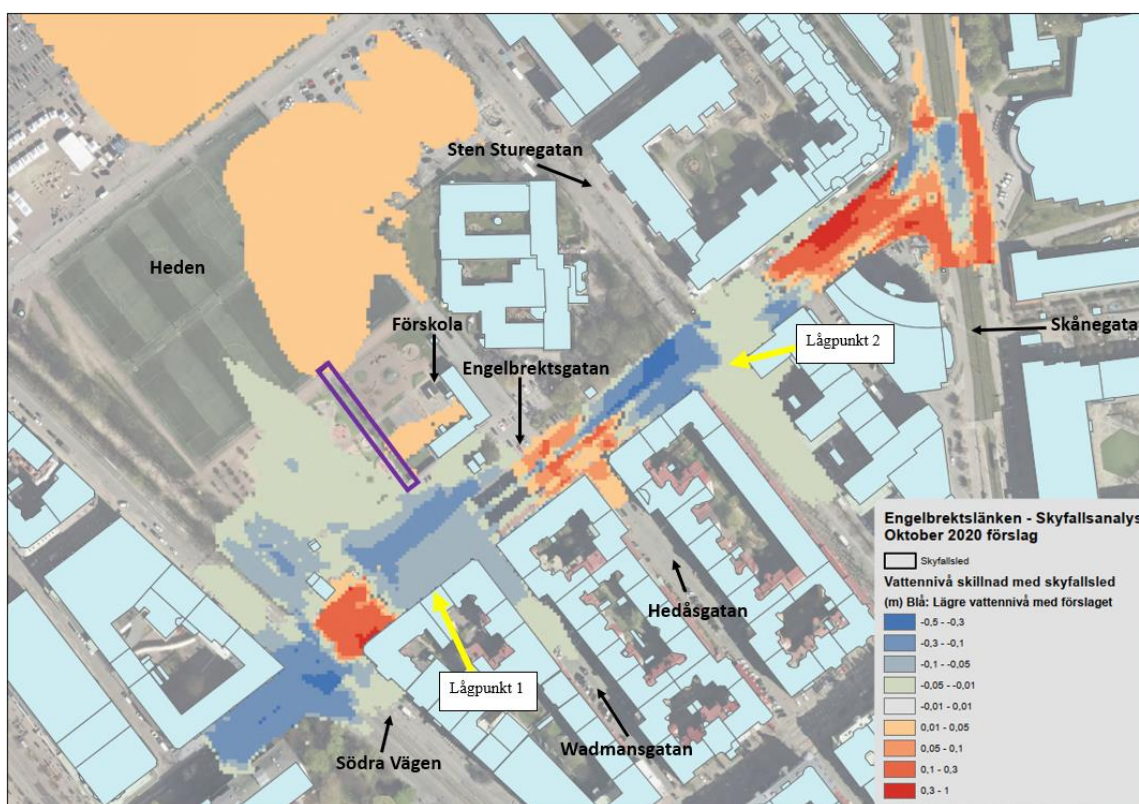 Sten Sturegatan
Heden
Förskola
Engelbrektsgatan
Lågpunkt 2
Skånegata
Lågpunkt 1
Hedåsgatan
Wadmansgatan
Södra Vägen
Engelbrektslänken - Skyfallsanalys
Oktober 2020 förslag
Skyfallsled
Vattennivå skillnad med skyfallsled
(m) Blå: Lägre vattennivå med förslaget
-0,5 - -0,3
-0,3 - -0,1
-0,1 - -0,05
-0,05 - -0,01
-0,01 - 0,01
0,01 - 0,05
0,05 - 0,1
0,1 - 0,3
0,3 - 1